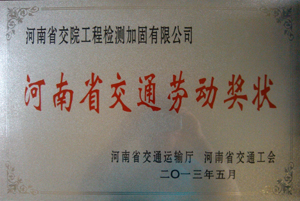 河南省交院工程检测加固有限公司
河南省交通劳动奖状
河南省交通运输厅 河南省交通工会
二〇一三年五月